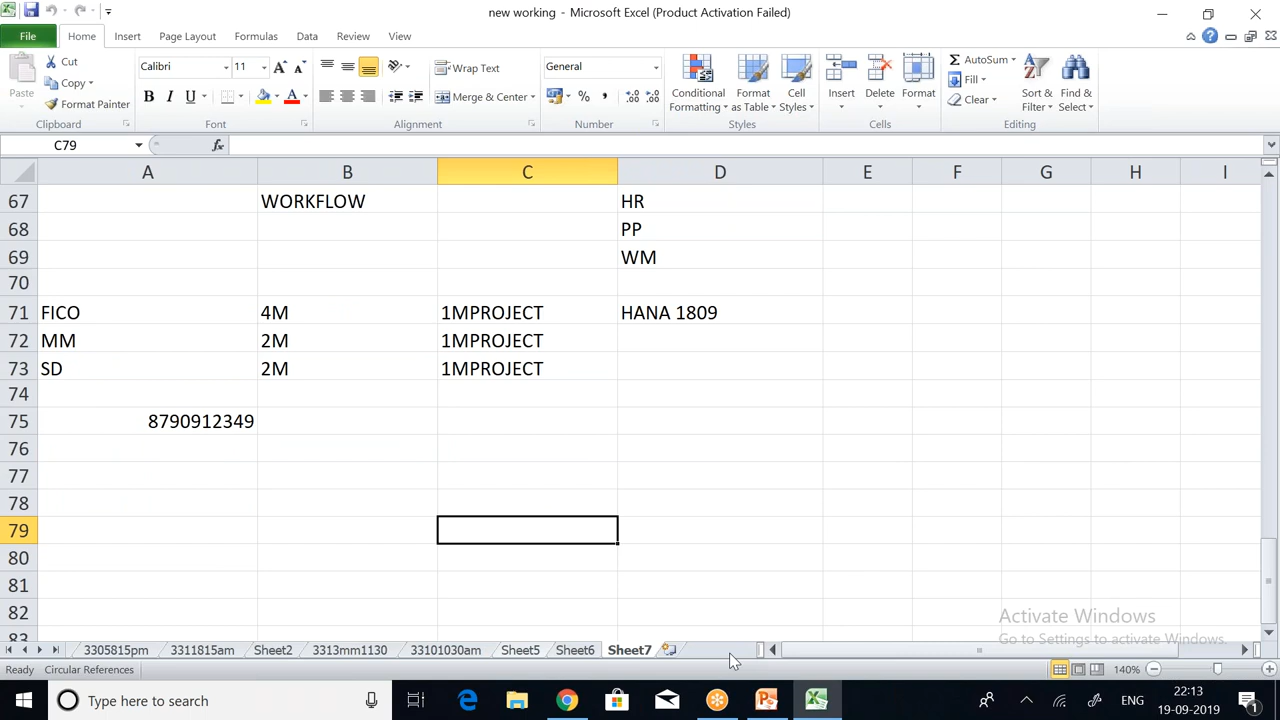 new working - Microsoft Excel (Product Activation Failed)
File Home Insert Page Layout Formulas Data Review View
Paste
Cut
Copy
Format Painter
Clipboard
Calibri 11
B I U
Font
Wrap Text
Merge & Center
Alignment
General
Number
Conditional Formatting
Format as Table
Cell Styles
Styles
Insert
Delete
Format
Cells
AutoSum
Fill
Clear
Sort & Filter
Find & Select
Editing
C79 fx
A B C D E F G H I
67 WORKFLOW HR
68 PP
69 WM
70
71 FICO 4M 1MPROJECT HANA 1809
72 MM 2M 1MPROJECT
73 SD 2M 1MPROJECT
74
75 8790912349
76
77
78
79
80
81
82
83
Activate Windows
Go to Settings to activate Windows.
3305815pm 3311815am Sheet2 3313mm1130 33101030am Sheet5 Sheet6 Sheet7
Ready Circular References 140%
Type here to search
ENG
22:13
19-09-2019
1